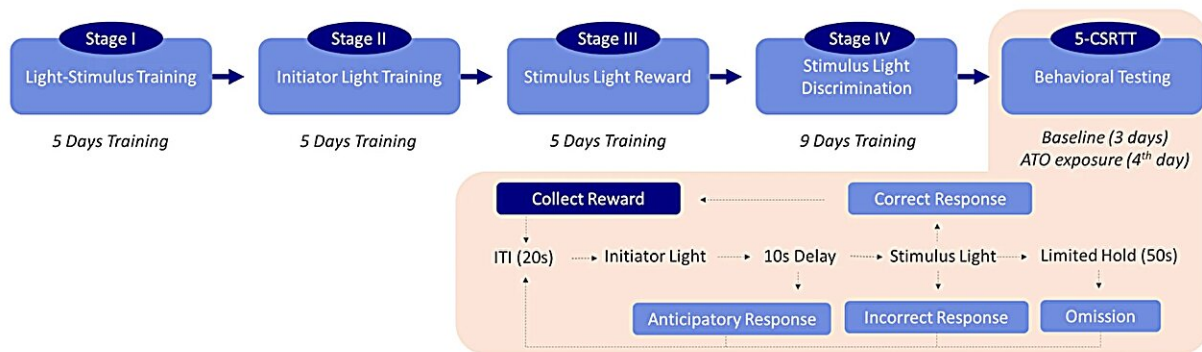 Stage I
Light-Stimulus Training
5 Days Training
Stage II
Initiator Light Training
5 Days Training
Stage III
Stimulus Light Reward
5 Days Training
Stage IV
Stimulus Light
Discrimination
9 Days Training
5-CSRTT
Behavioral Testing
Baseline (3 days)
ATO exposure (4th day)
Collect Reward
Correct Response
ITI (20s)
Initiator Light
10s Delay
Stimulus Light
Limited Hold (50s)
Anticipatory Response
Incorrect Response
Omission